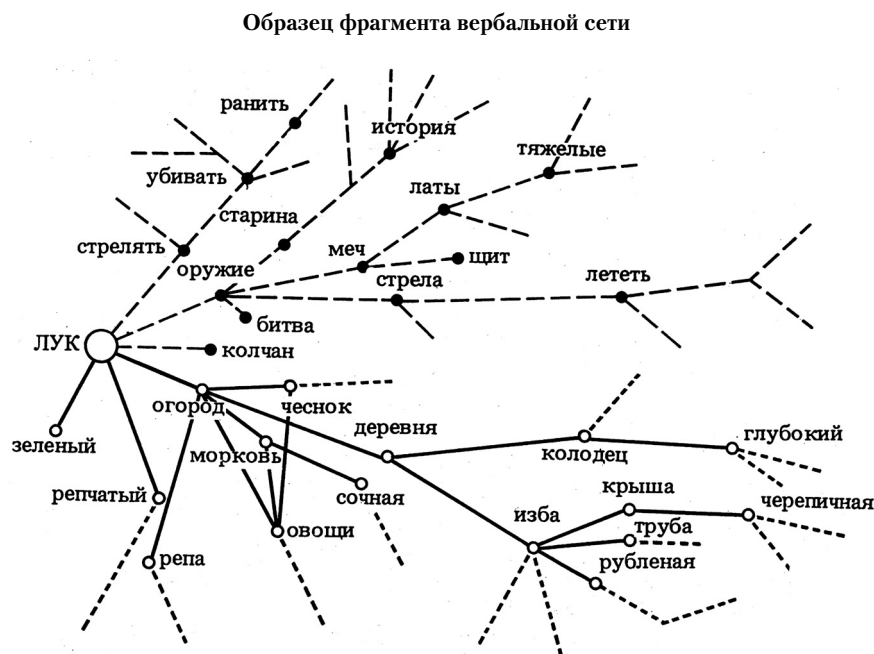 Образец фрагмента вербальной сети
ранить
история
тяжелые
убивать
латы
старина
стрелять
меч
щит
оружие
стрела
лететь
битва
ЛУК
колчан
огород
чеснок
зеленый
деревня
глубокий
морковь
колодец
репчатый
сочная
крыша
черепичная
изба
труба
овощи
репа
рубленая